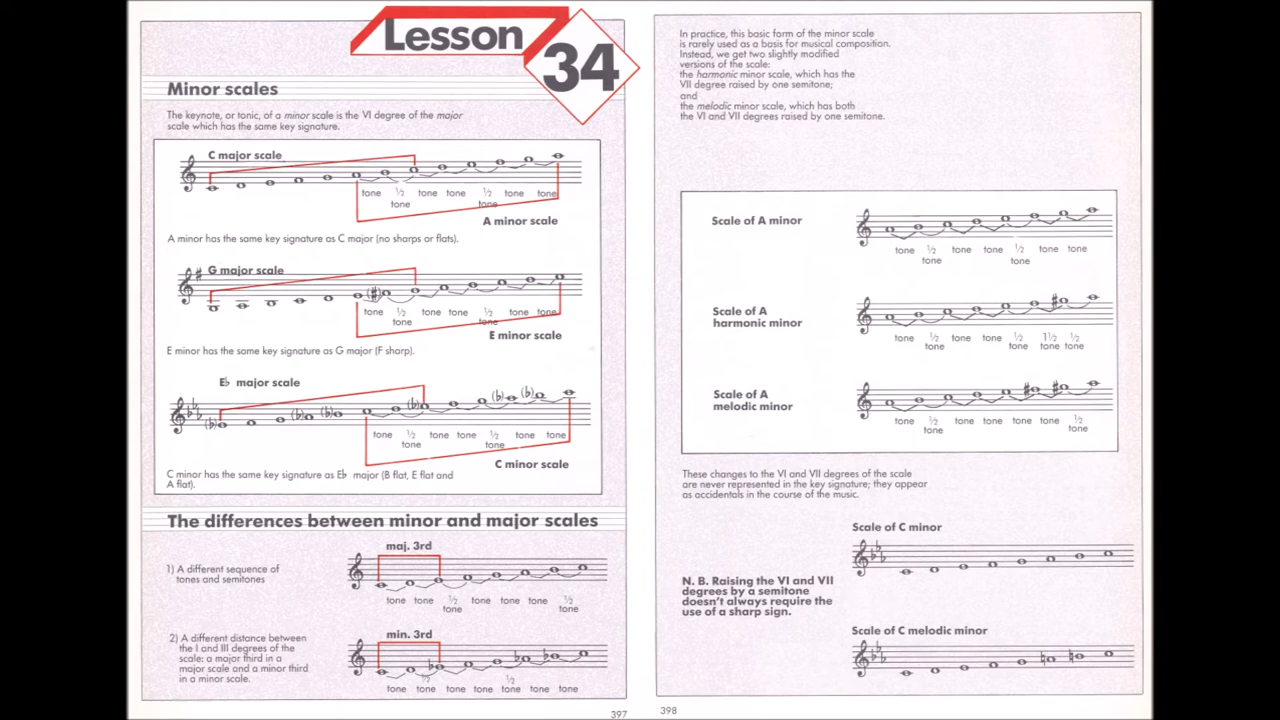 Lesson
34
Minor scales
The keynote, or tonic, of a minor scale is the VI degree of the major
scale which has the same key signature.
C major scale
tone ½ tone tone ½ tone tone
tone tone
A minor scale
A minor has the same key signature as C major (no sharps or flats).
G major scale
tone ½ tone tone ½ tone tone
tone tone
E minor scale
E minor has the same key signature as G major (F sharp).
E♭ major scale
tone ½ tone tone ½ tone tone
tone tone
C minor scale
C minor has the same key signature as E♭ major (B flat, E flat and
A flat).
The differences between minor and major scales
maj. 3rd
1) A different sequence of
tones and semitones
tone tone ½ tone tone tone ½
tone tone
min. 3rd
2) A different distance between
the I and III degrees of the
scale: a major third in a
major scale and a minor third
in a minor scale.
tone ½ tone tone ½ tone tone
397
In practice, this basic form of the minor scale
is rarely used as a basis for musical composition.
Instead, we get two slightly modified
versions of the scale:
the harmonic minor scale, which has the
VII degree raised by one semitone;
and
the melodic minor scale, which has both
the VI and VII degrees raised by one semitone.
Scale of A minor
tone ½ tone tone ½ tone tone
tone tone
Scale of A
harmonic minor
tone ½ tone tone ½ 1½ ½
tone tone tone tone
Scale of A
melodic minor
tone ½ tone tone tone tone ½
tone tone
These changes to the VI and VII degrees of the scale
are never represented in the key signature; they appear
as accidentals in the course of the music.
Scale of C minor
N. B. Raising the VI and VII
degrees by a semitone
doesn't always require the
use of a sharp sign.
Scale of C melodic minor
398